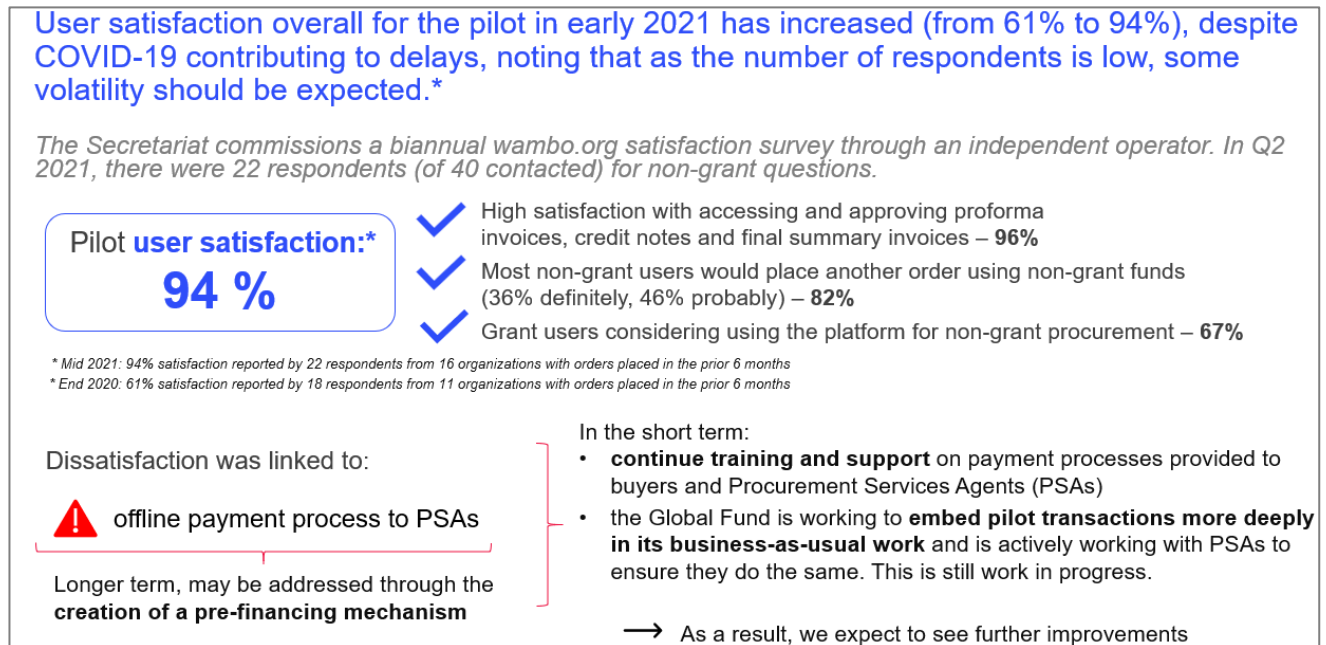 User satisfaction overall for the pilot in early 2021 has increased (from 61% to 94%), despite
COVID-19 contributing to delays, noting that as the number of respondents is low, some
volatility should be expected.*
The Secretariat commissions a biannual wambo.org satisfaction survey through an independent operator. In Q2
2021, there were 22 respondents (of 40 contacted) for non-grant questions.
Pilot user satisfaction:*
94 %
High satisfaction with accessing and approving proforma
invoices, credit notes and final summary invoices – 96%
Most non-grant users would place another order using non-grant funds
(36% definitely, 46% probably) – 82%
Grant users considering using the platform for non-grant procurement – 67%
* Mid 2021: 94% satisfaction reported by 22 respondents from 16 organizations with orders placed in the prior 6 months
* End 2020: 61% satisfaction reported by 18 respondents from 11 organizations with orders placed in the prior 6 months
Dissatisfaction was linked to:
offline payment process to PSAs
Longer term, may be addressed through the
creation of a pre-financing mechanism
In the short term:
• continue training and support on payment processes provided to
buyers and Procurement Services Agents (PSAs)
• the Global Fund is working to embed pilot transactions more deeply
in its business-as-usual work and is actively working with PSAs to
ensure they do the same. This is still work in progress.
→ As a result, we expect to see further improvements